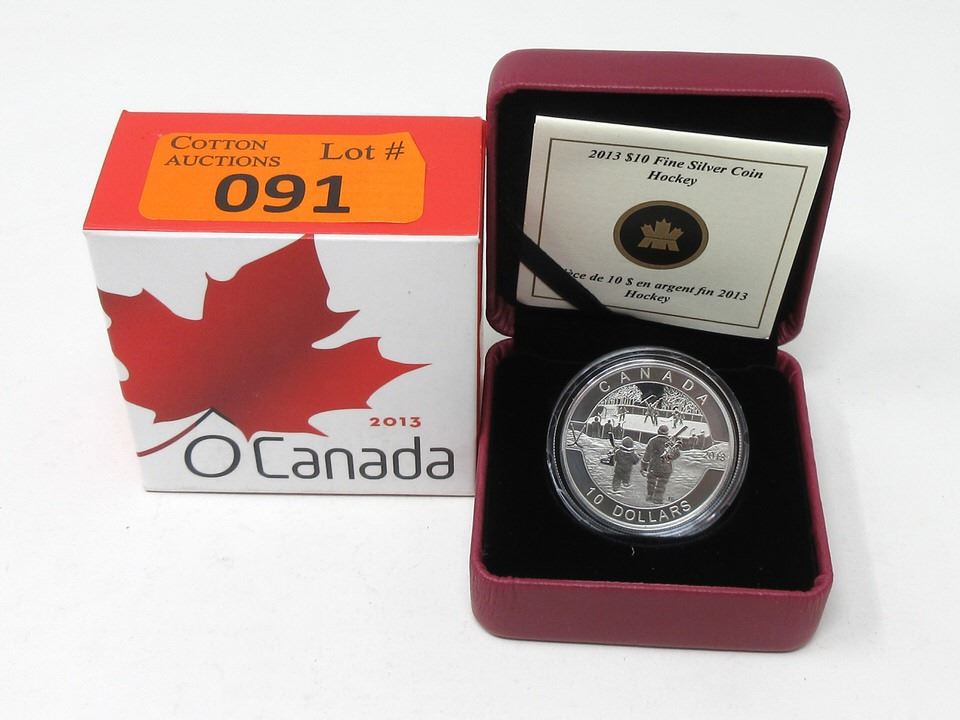 COTTON
AUCTIONS
Lot #
091
2013
O Canada
2013 $10 Fine Silver Coin
Hockey
de 10 $ en argent fin 2013
Hockey
CANADA
2013
10 DOLLARS